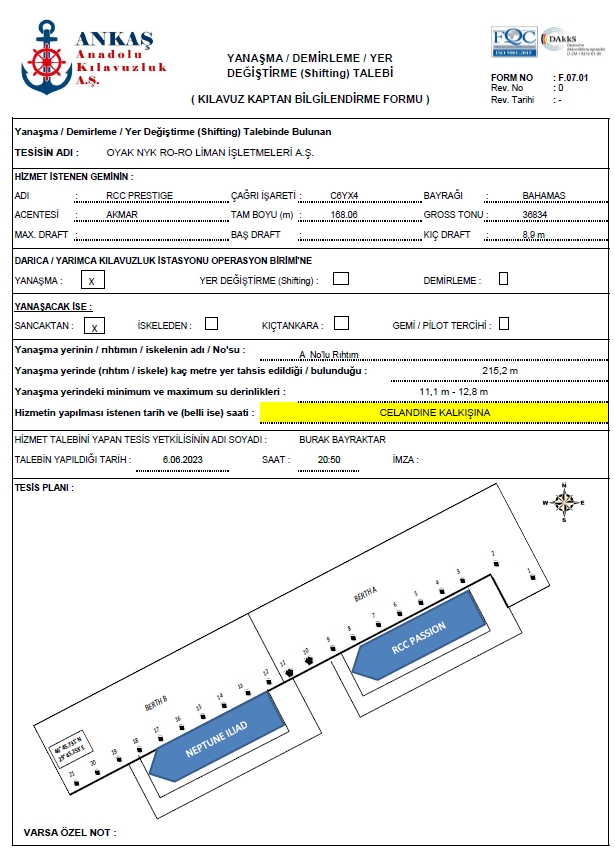 ANKAŞ
Anadolu
Kılavuzluk
A.Ş.
YANAŞMA / DEMİRLEME / YER
DEĞİŞTİRME (Shifting) TALEBİ
( KILAVUZ KAPTAN BİLGİLENDİRME FORMU )
FQC
DAkkS
FORM NO : F.07.01
Rev. No : 0
Rev. Tarihi : -
Yanaşma / Demirleme / Yer Değiştirme (Shifting) Talebinde Bulunan
TESİSİN ADI : OYAK NYK RO-RO LİMAN İŞLETMELERİ A.Ş.
HİZMET İSTENEN GEMİNİN :
ADI : RCC PRESTIGE ÇAĞRI İŞARETİ : C6YX4 BAYRAĞI : BAHAMAS
ACENTESİ : AKMAR TAM BOYU (m) : 168.06 GROSS TONU : 36834
MAX. DRAFT : BAŞ DRAFT : KIÇ DRAFT : 8,9 m
DARICA / YARIMCA KILAVUZLUK İSTASYONU OPERASYON BİRİMİ'NE
YANAŞMA : x YER DEĞİŞTİRME (Shifting) : DEMİRLEME :
YANAŞACAK İSE :
SANCAKTAN : x İSKELEDEN : KIÇTANKARA : GEMİ / PİLOT TERCİHİ :
Yanaşma yerinin / rıhtımın / iskelenin adı / No'su : A No'lu Rıhtım
Yanaşma yerinde (rıhtım / iskele) kaç metre yer tahsis edildiği / bulunduğu : 215,2 m
Yanaşma yerindeki minimum ve maximum su derinlikleri : 11,1 m - 12,8 m
Hizmetin yapılması istenen tarih ve (belli ise) saati : CELANDINE KALKIŞINA
HİZMET TALEBİNİ YAPAN TESİS YETKİLİSİNİN ADI SOYADI : BURAK BAYRAKTAR
TALEBİN YAPILDIĞI TARİH : 6.06.2023 SAAT : 20:50 İMZA :
TESİS PLANI :
N
W E
S
BERTH A
1
2
3
4
5
6
7
8
9
10
11
12
13
14
15
16
17
18
19
20
21
RCC PASSION
BERTH B
NEPTUNE ILIAD
VARSA ÖZEL NOT :